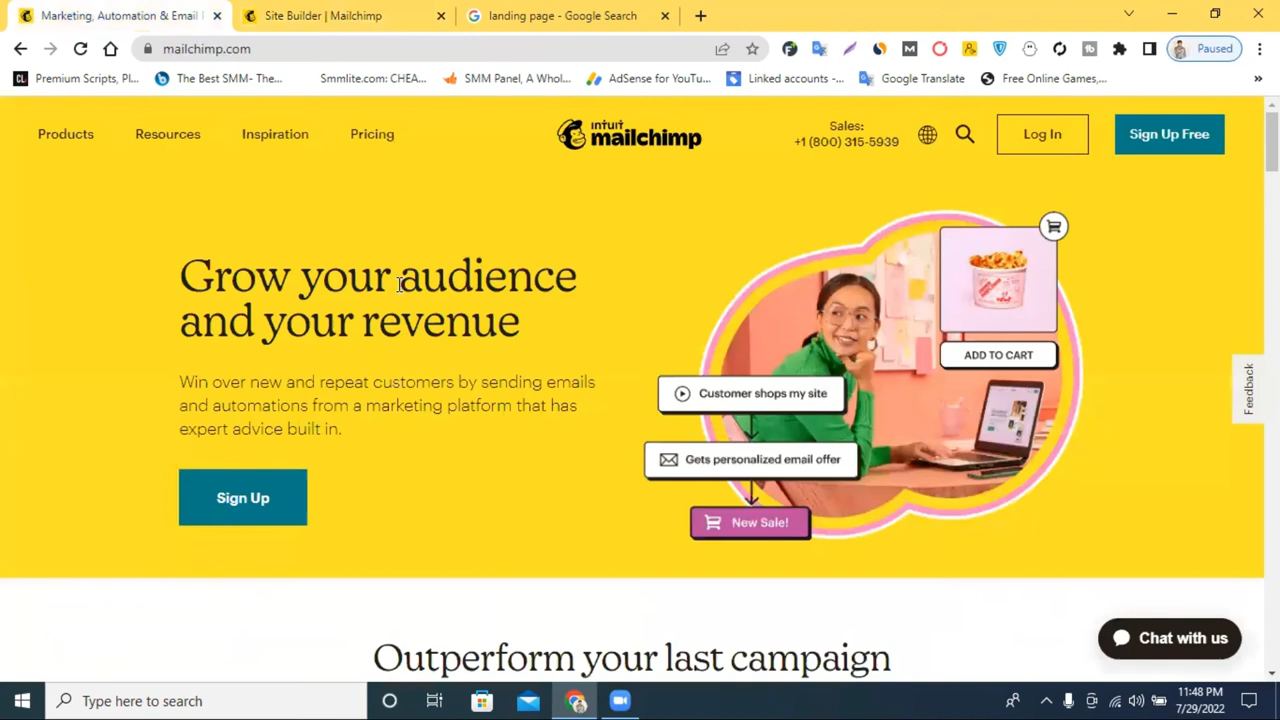 Marketing, Automation & Email
Site Builder | Mailchimp
landing page - Google Search
mailchimp.com
Paused
Premium Scripts, Pl...
The Best SMM- The...
Smmlite.com: CHEA...
SMM Panel, A Whol...
AdSense for YouTu...
Linked accounts -...
Google Translate
Free Online Games,...
Products
Resources
Inspiration
Pricing
INTUIT
mailchimp
Sales:
+1 (800) 315-5939
Log In
Sign Up Free
Grow your audience
and your revenue
Win over new and repeat customers by sending emails
and automations from a marketing platform that has
expert advice built in.
Sign Up
ADD TO CART
Customer shops my site
Gets personalized email offer
New Sale!
Feedback
Outperform your last campaign
Chat with us
Type here to search
11:48 PM
7/29/2022